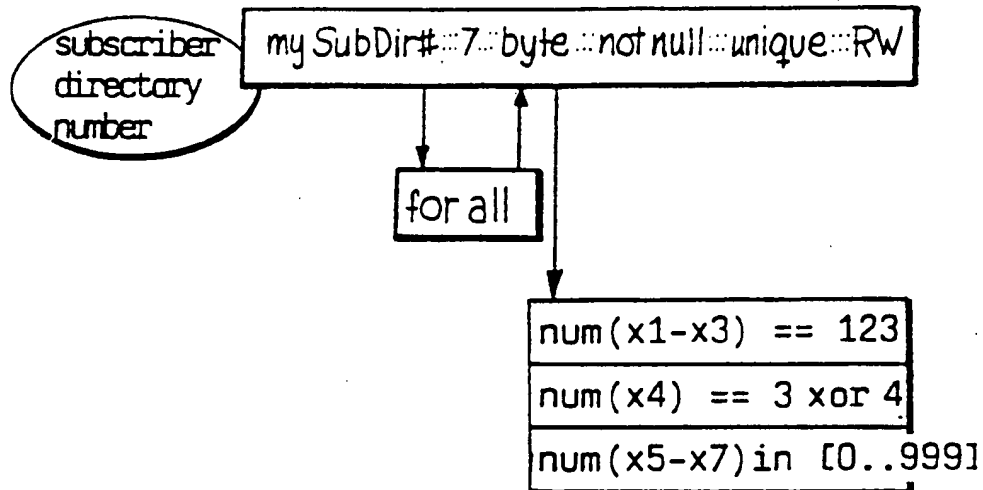 subscriber
directory
number
my SubDir#:::7:::byte:::not null:::unique:::RW
for all
num(x1-x3) == 123
num(x4) == 3 xor 4
num(x5-x7)in [0..999]